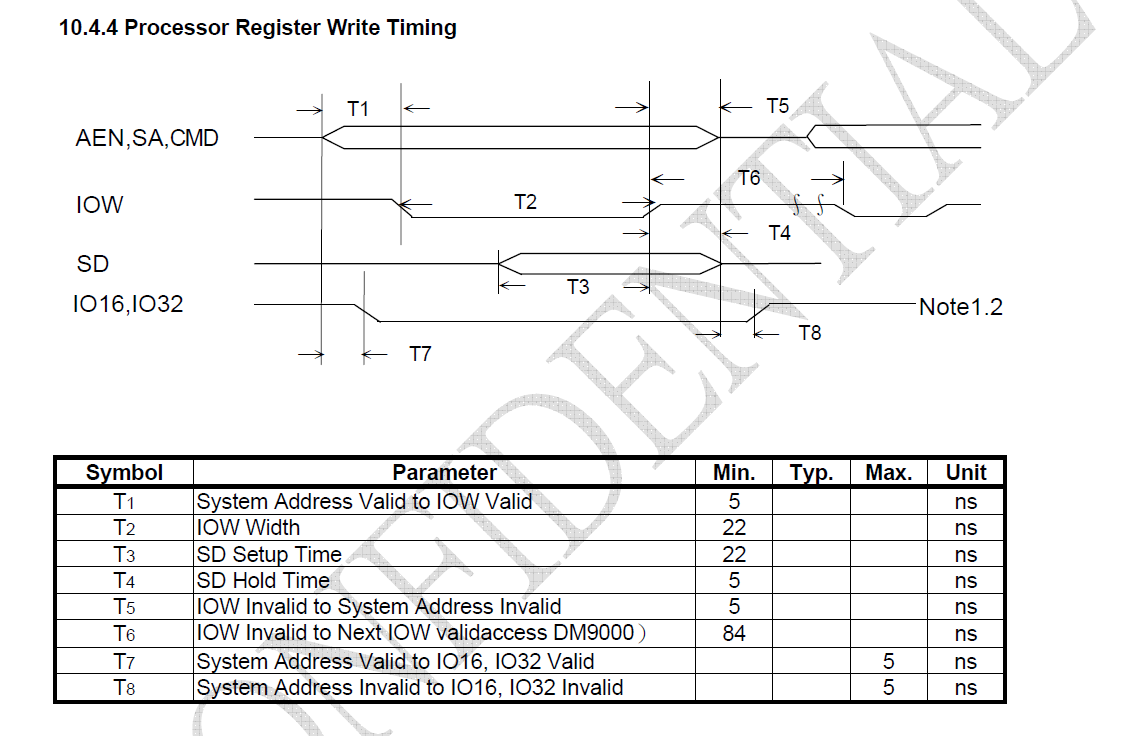 10.4.4 Processor Register Write Timing
T1
T5
AEN,SA,CMD
T6
IOW
T2
T4
SD
T3
IO16,IO32
Note1.2
T8
T7
Symbol Parameter Min. Typ. Max. Unit
T1 System Address Valid to IOW Valid 5 ns
T2 IOW Width 22 ns
T3 SD Setup Time 22 ns
T4 SD Hold Time 5 ns
T5 IOW Invalid to System Address Invalid 5 ns
T6 IOW Invalid to Next IOW validaccess DM9000） 84 ns
T7 System Address Valid to IO16, IO32 Valid 5 ns
T8 System Address Invalid to IO16, IO32 Invalid 5 ns
ONFIDENTIAL